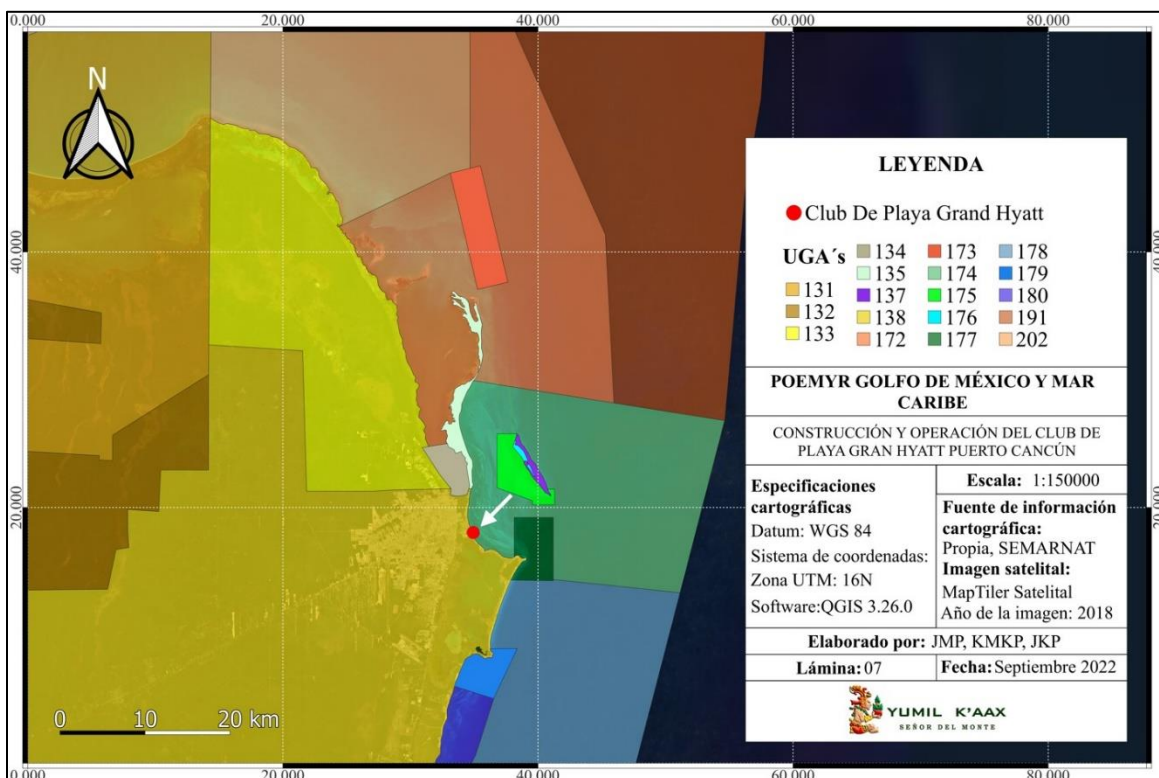 0.000 20.000 40.000 60.000 80.000
N
40.000
20.000
40.000
20.000
LEYENDA
Club De Playa Grand Hyatt
UGA´s
131
132
133
134
135
137
138
172
173
174
175
176
177
178
179
180
191
202
POEMYR GOLFO DE MÉXICO Y MAR
CARIBE
CONSTRUCCIÓN Y OPERACIÓN DEL CLUB DE
PLAYA GRAN HYATT PUERTO CANCÚN
Especificaciones
cartográficas
Datum: WGS 84
Sistema de coordenadas:
Zona UTM: 16N
Software:QGIS 3.26.0
Escala: 1:150000
Fuente de información
cartográfica:
Propia, SEMARNAT
Imagen satelital:
MapTiler Satelital
Año de la imagen: 2018
Elaborado por: JMP, KMKP, JKP
Lámina: 07
Fecha: Septiembre 2022
YUMIL K'AAX
SEÑOR DEL MONTE
0 10 20 km
0.000 20.000 40.000 60.000 80.000